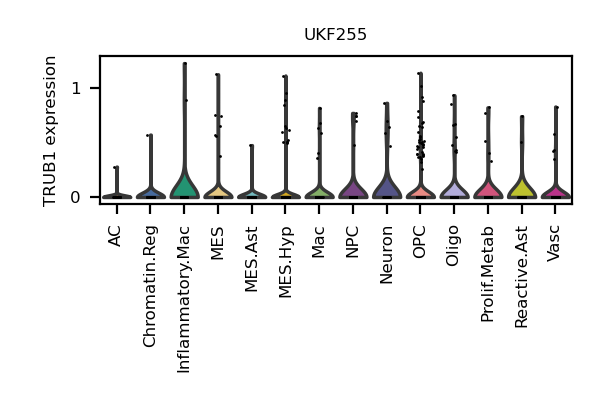 UKF255
TRUB1 expression
1
0
AC
Chromatin.Reg
Inflammatory.Mac
MES
MES.Ast
MES.Hyp
Mac
NPC
Neuron
OPC
Oligo
Prolif.Metab
Reactive.Ast
Vasc